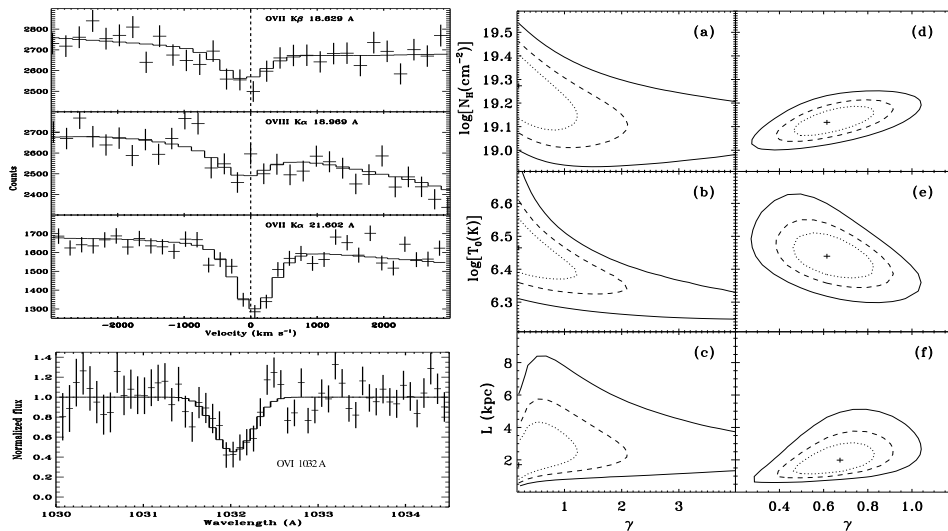 OVII Kβ 18.629 A
2800
2700
2600
2500
OVIII Kα 18.969 A
2700
2600
2500
2400
Counts
OVII Kα 21.602 A
1700
1600
1500
1400
1300
-2000 -1000 0 1000 2000
Velocity (km s⁻¹)
1.4
1.2
1.0
0.8
0.6
0.4
0.2
0.0
Normalized flux
OVI 1032 A
1030 1031 1032 1033 1034
Wavelength (A)
(a)
19.5
19.4
19.3
19.2
19.1
19.0
log[N_H(cm⁻²)]
(d)
(b)
6.6
6.5
6.4
6.3
log[T₀(K)]
(e)
(c)
8
6
4
2
L (kpc)
(f)
1 2 3
γ
0.4 0.6 0.8 1.0
γ